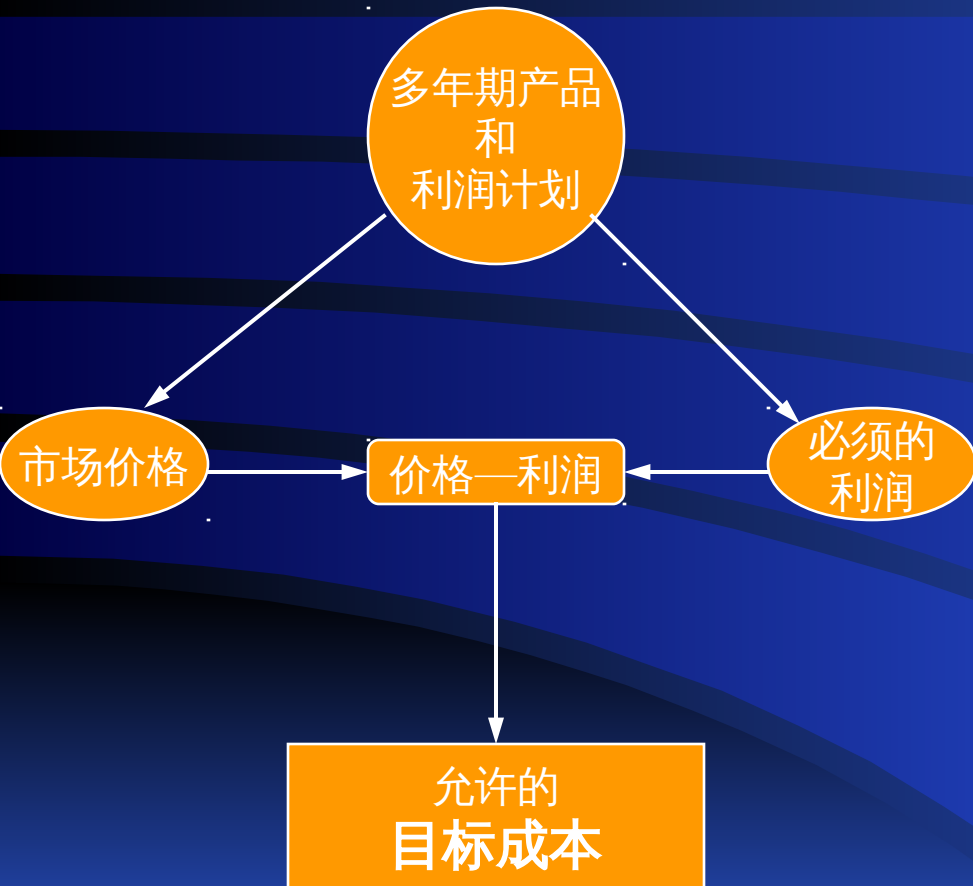 多年期产品
和
利润计划
市场价格
价格—利润
必须的
利润
允许的
目标成本